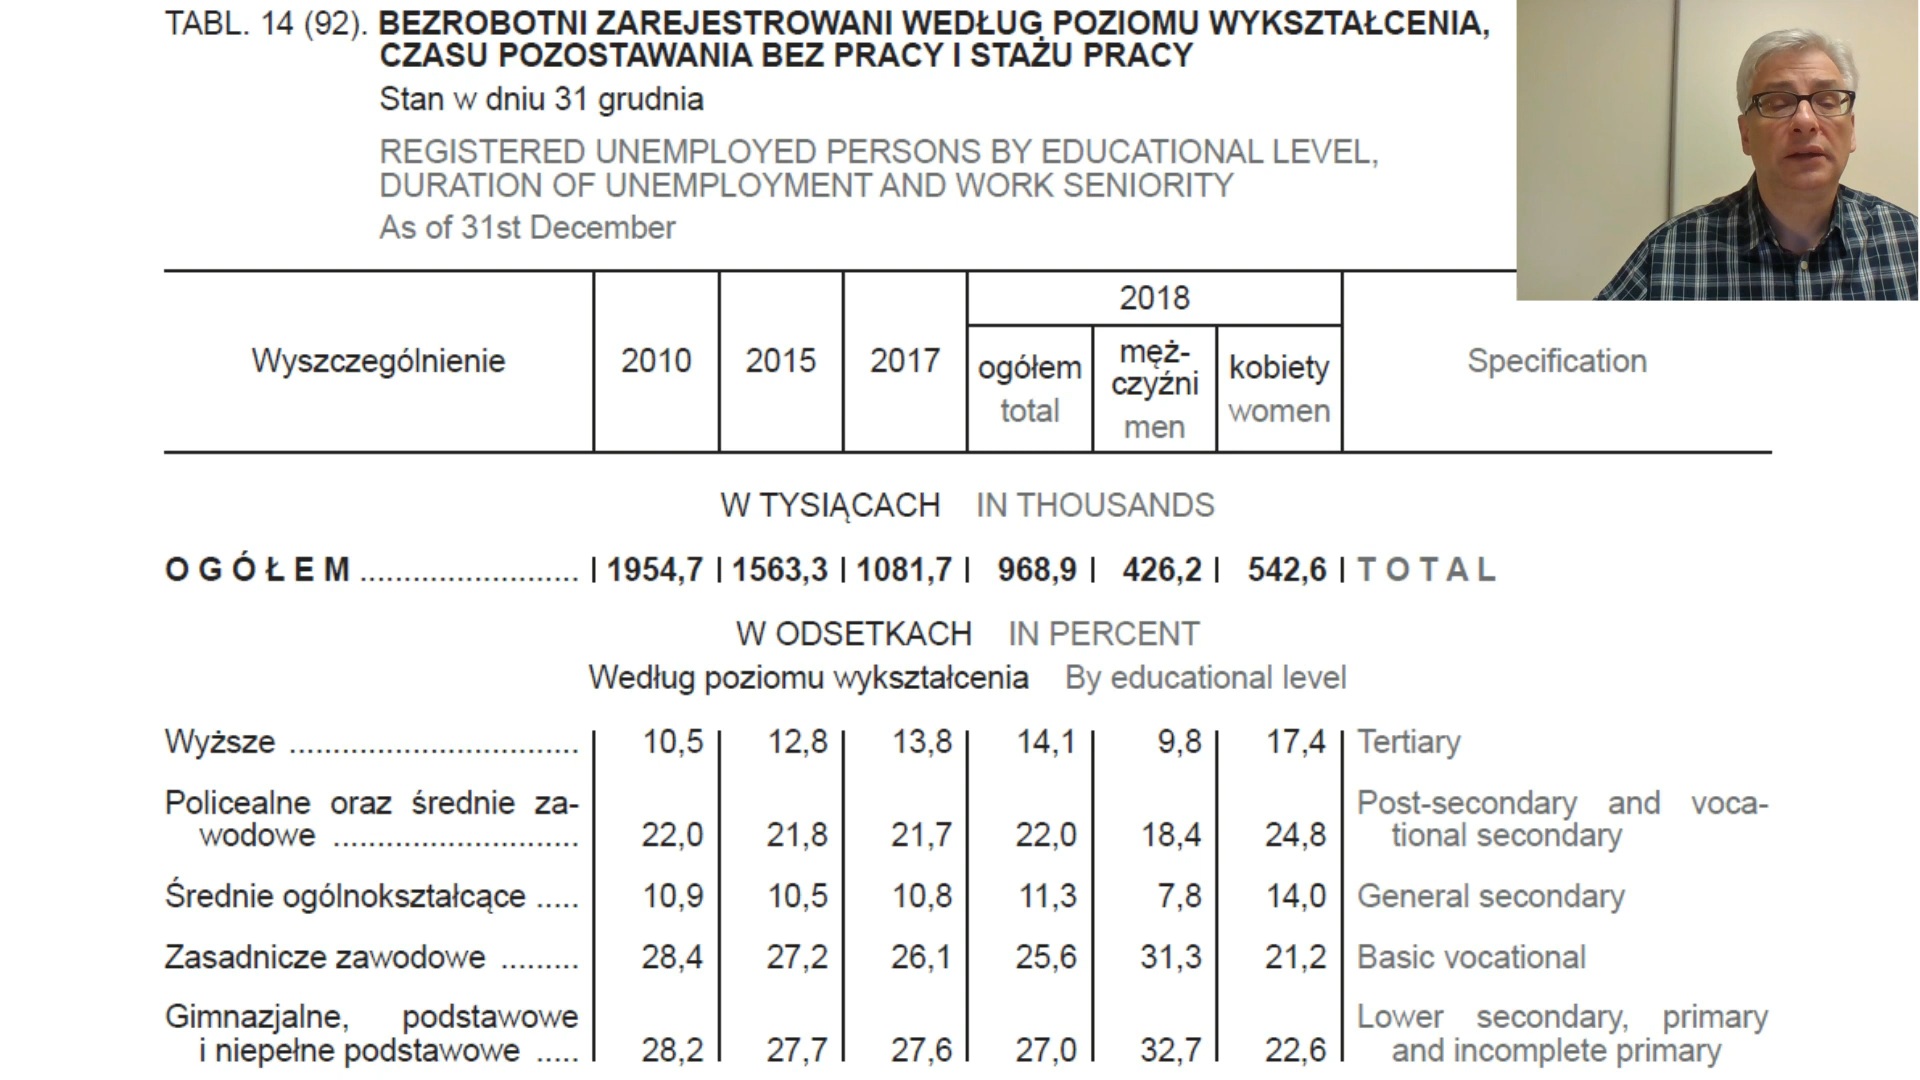 TABL. 14 (92). BEZROBOTNI ZAREJESTROWANI WEDŁUG POZIOMU WYKSZTAŁCENIA,
CZASU POZOSTAWANIA BEZ PRACY I STAŻU PRACY
Stan w dniu 31 grudnia
REGISTERED UNEMPLOYED PERSONS BY EDUCATIONAL LEVEL,
DURATION OF UNEMPLOYMENT AND WORK SENIORITY
As of 31st December
Wyszczególnienie 2010 2015 2017 2018 Specification
ogółem total męż-czyźni men kobiety women
W TYSIĄCACH IN THOUSANDS
OGÓŁEM ......................... 1954,7 1563,3 1081,7 968,9 426,2 542,6 TOTAL
W ODSETKACH IN PERCENT
Według poziomu wykształcenia By educational level
Wyższe ................................. 10,5 12,8 13,8 14,1 9,8 17,4 Tertiary
Policealne oraz średnie za- Post-secondary and voca-
wodowe ............................ 22,0 21,8 21,7 22,0 18,4 24,8 tional secondary
Średnie ogólnokształcące ..... 10,9 10,5 10,8 11,3 7,8 14,0 General secondary
Zasadnicze zawodowe ......... 28,4 27,2 26,1 25,6 31,3 21,2 Basic vocational
Gimnazjalne, podstawowe Lower secondary, primary
i niepełne podstawowe ..... 28,2 27,7 27,6 27,0 32,7 22,6 and incomplete primary